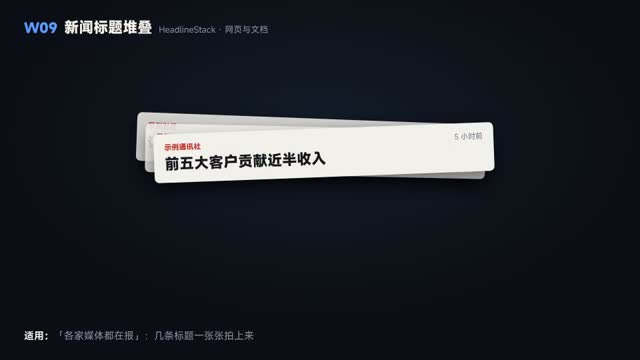 W09 新闻标题堆叠 HeadlineStack · 网页与文档
示例通讯社
5 小时前
前五大客户贡献近半收入
适用：「各家媒体都在报」：几条标题一张张拍上来